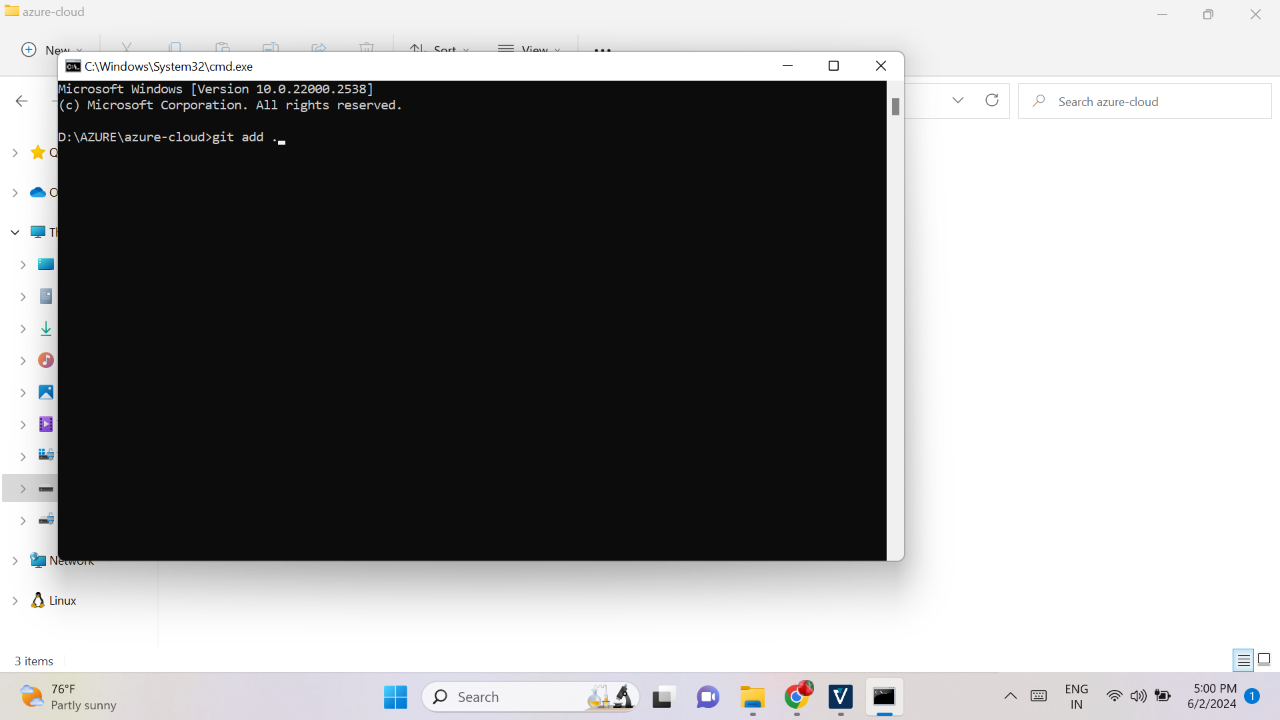 azure-cloud
New
Sort
View
C:\Windows\System32\cmd.exe
Microsoft Windows [Version 10.0.22000.2538]
(c) Microsoft Corporation. All rights reserved.
D:\AZURE\azure-cloud>git add .
Search azure-cloud
Network
Linux
3 items
76°F
Partly sunny
Search
ENG
IN
5:00 PM
6/2/2024
1